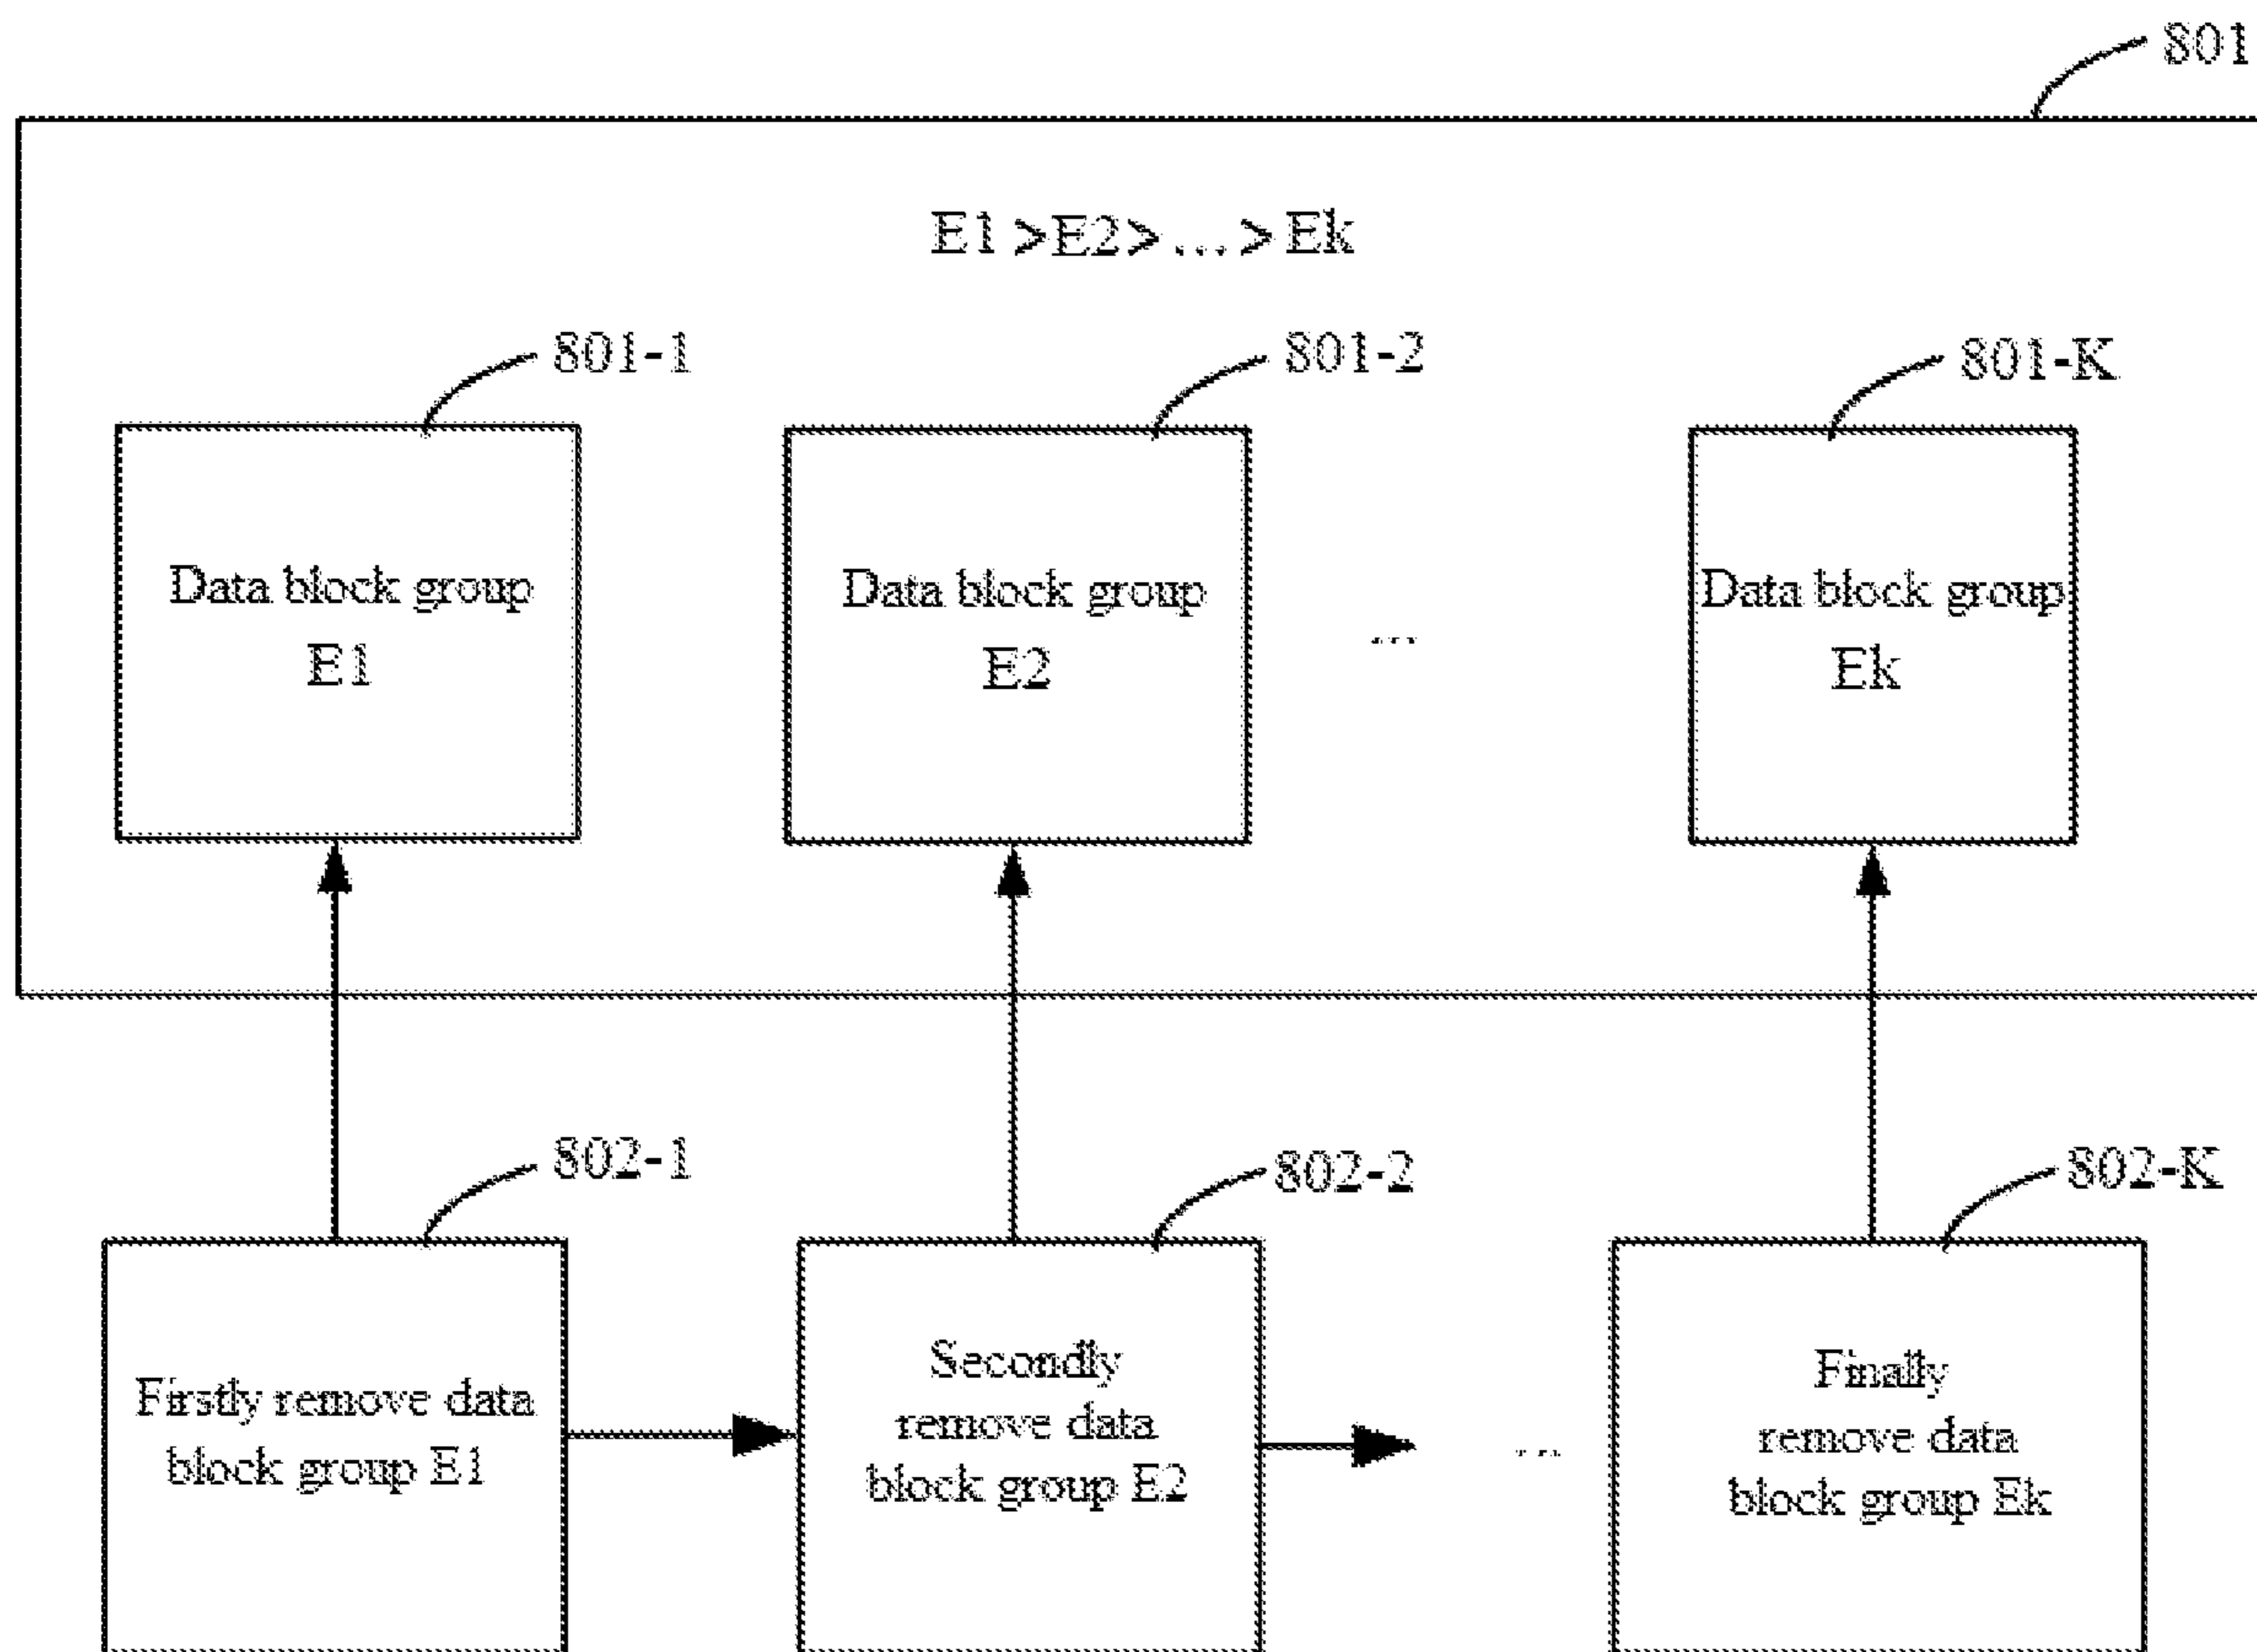 801
E1 >E2> ... > Ek
801-1
801-2
801-K
Data block group
E1
Data block group
E2
...
Data block group
Ek
802-1
802-2
802-K
Firstly remove data
block group E1
Secondly
remove data
block group E2
...
Finally
remove data
block group Ek